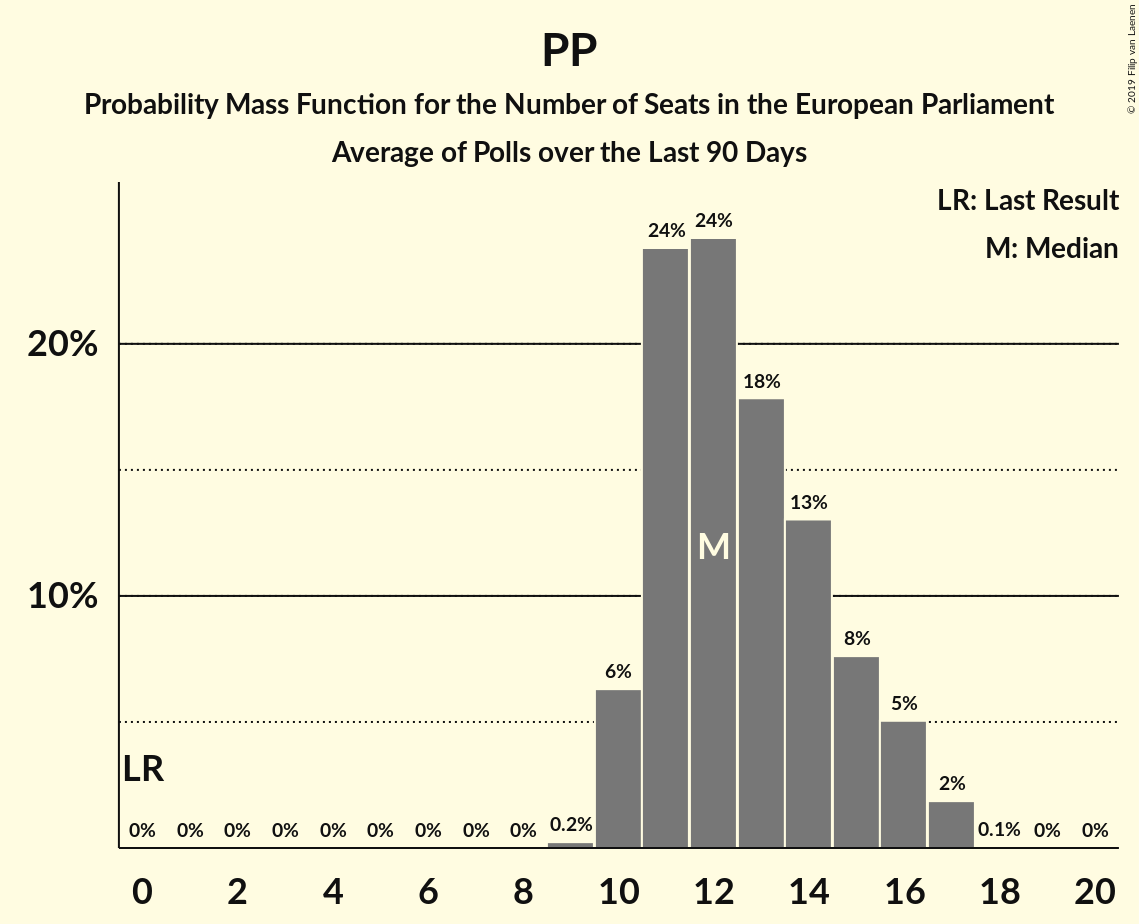 PP
Probability Mass Function for the Number of Seats in the European Parliament
Average of Polls over the Last 90 Days
© 2019 Filip van Laenen
LR: Last Result
M: Median
24% 24%
20%
18%
13%
M
10%
8%
6%
5%
LR
2%
0% 0% 0% 0% 0% 0% 0% 0% 0% 0.2% 0.1% 0% 0%
0 2 4 6 8 10 12 14 16 18 20